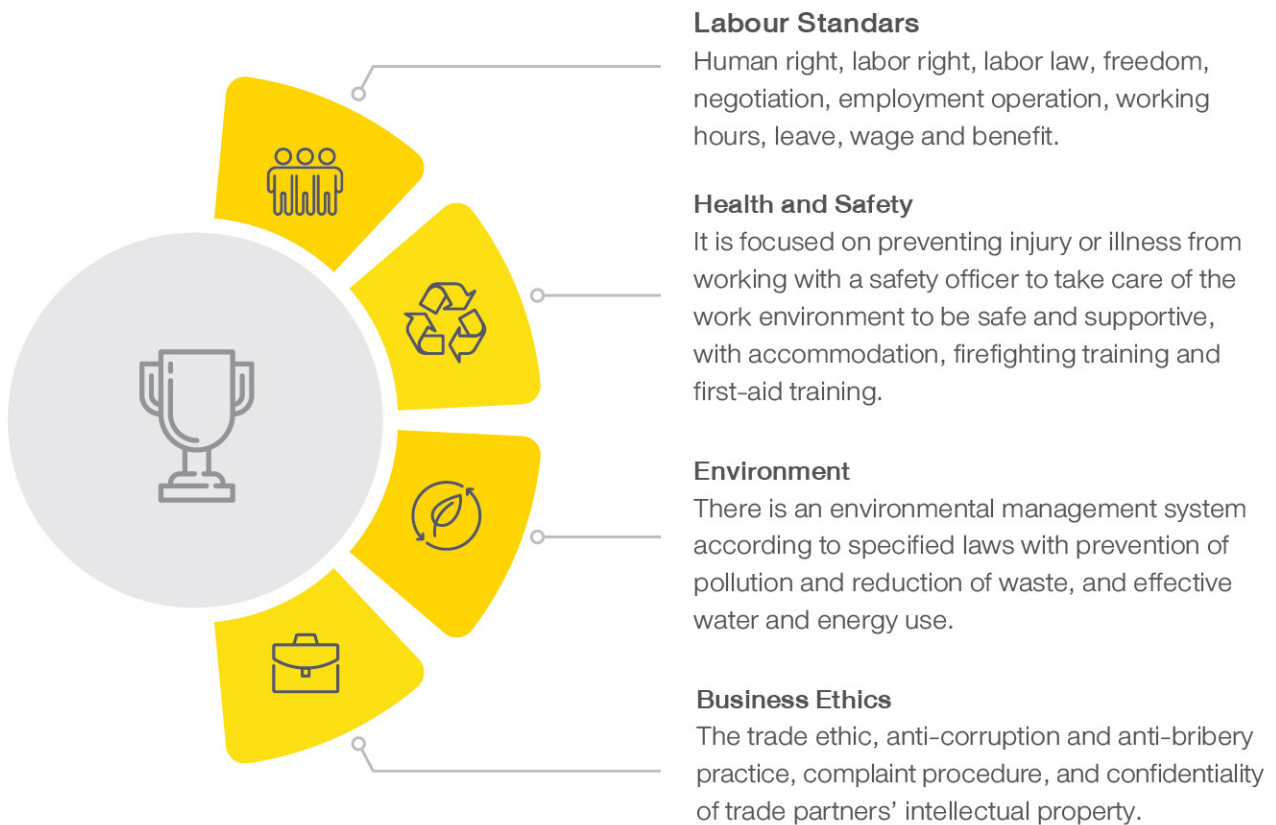 Labour Standars
Human right, labor right, labor law, freedom,
negotiation, employment operation, working
hours, leave, wage and benefit.
Health and Safety
It is focused on preventing injury or illness from
working with a safety officer to take care of the
work environment to be safe and supportive,
with accommodation, firefighting training and
first-aid training.
Environment
There is an environmental management system
according to specified laws with prevention of
pollution and reduction of waste, and effective
water and energy use.
Business Ethics
The trade ethic, anti-corruption and anti-bribery
practice, complaint procedure, and confidentiality
of trade partners’ intellectual property.